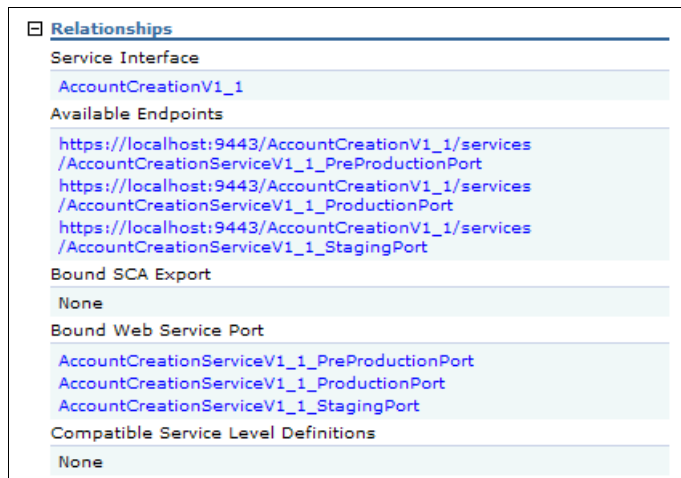 Relationships
Service Interface
AccountCreationV1_1
Available Endpoints
https://localhost:9443/AccountCreationV1_1/services
/AccountCreationServiceV1_1_PreProductionPort
https://localhost:9443/AccountCreationV1_1/services
/AccountCreationServiceV1_1_ProductionPort
https://localhost:9443/AccountCreationV1_1/services
/AccountCreationServiceV1_1_StagingPort
Bound SCA Export
None
Bound Web Service Port
AccountCreationServiceV1_1_PreProductionPort
AccountCreationServiceV1_1_ProductionPort
AccountCreationServiceV1_1_StagingPort
Compatible Service Level Definitions
None